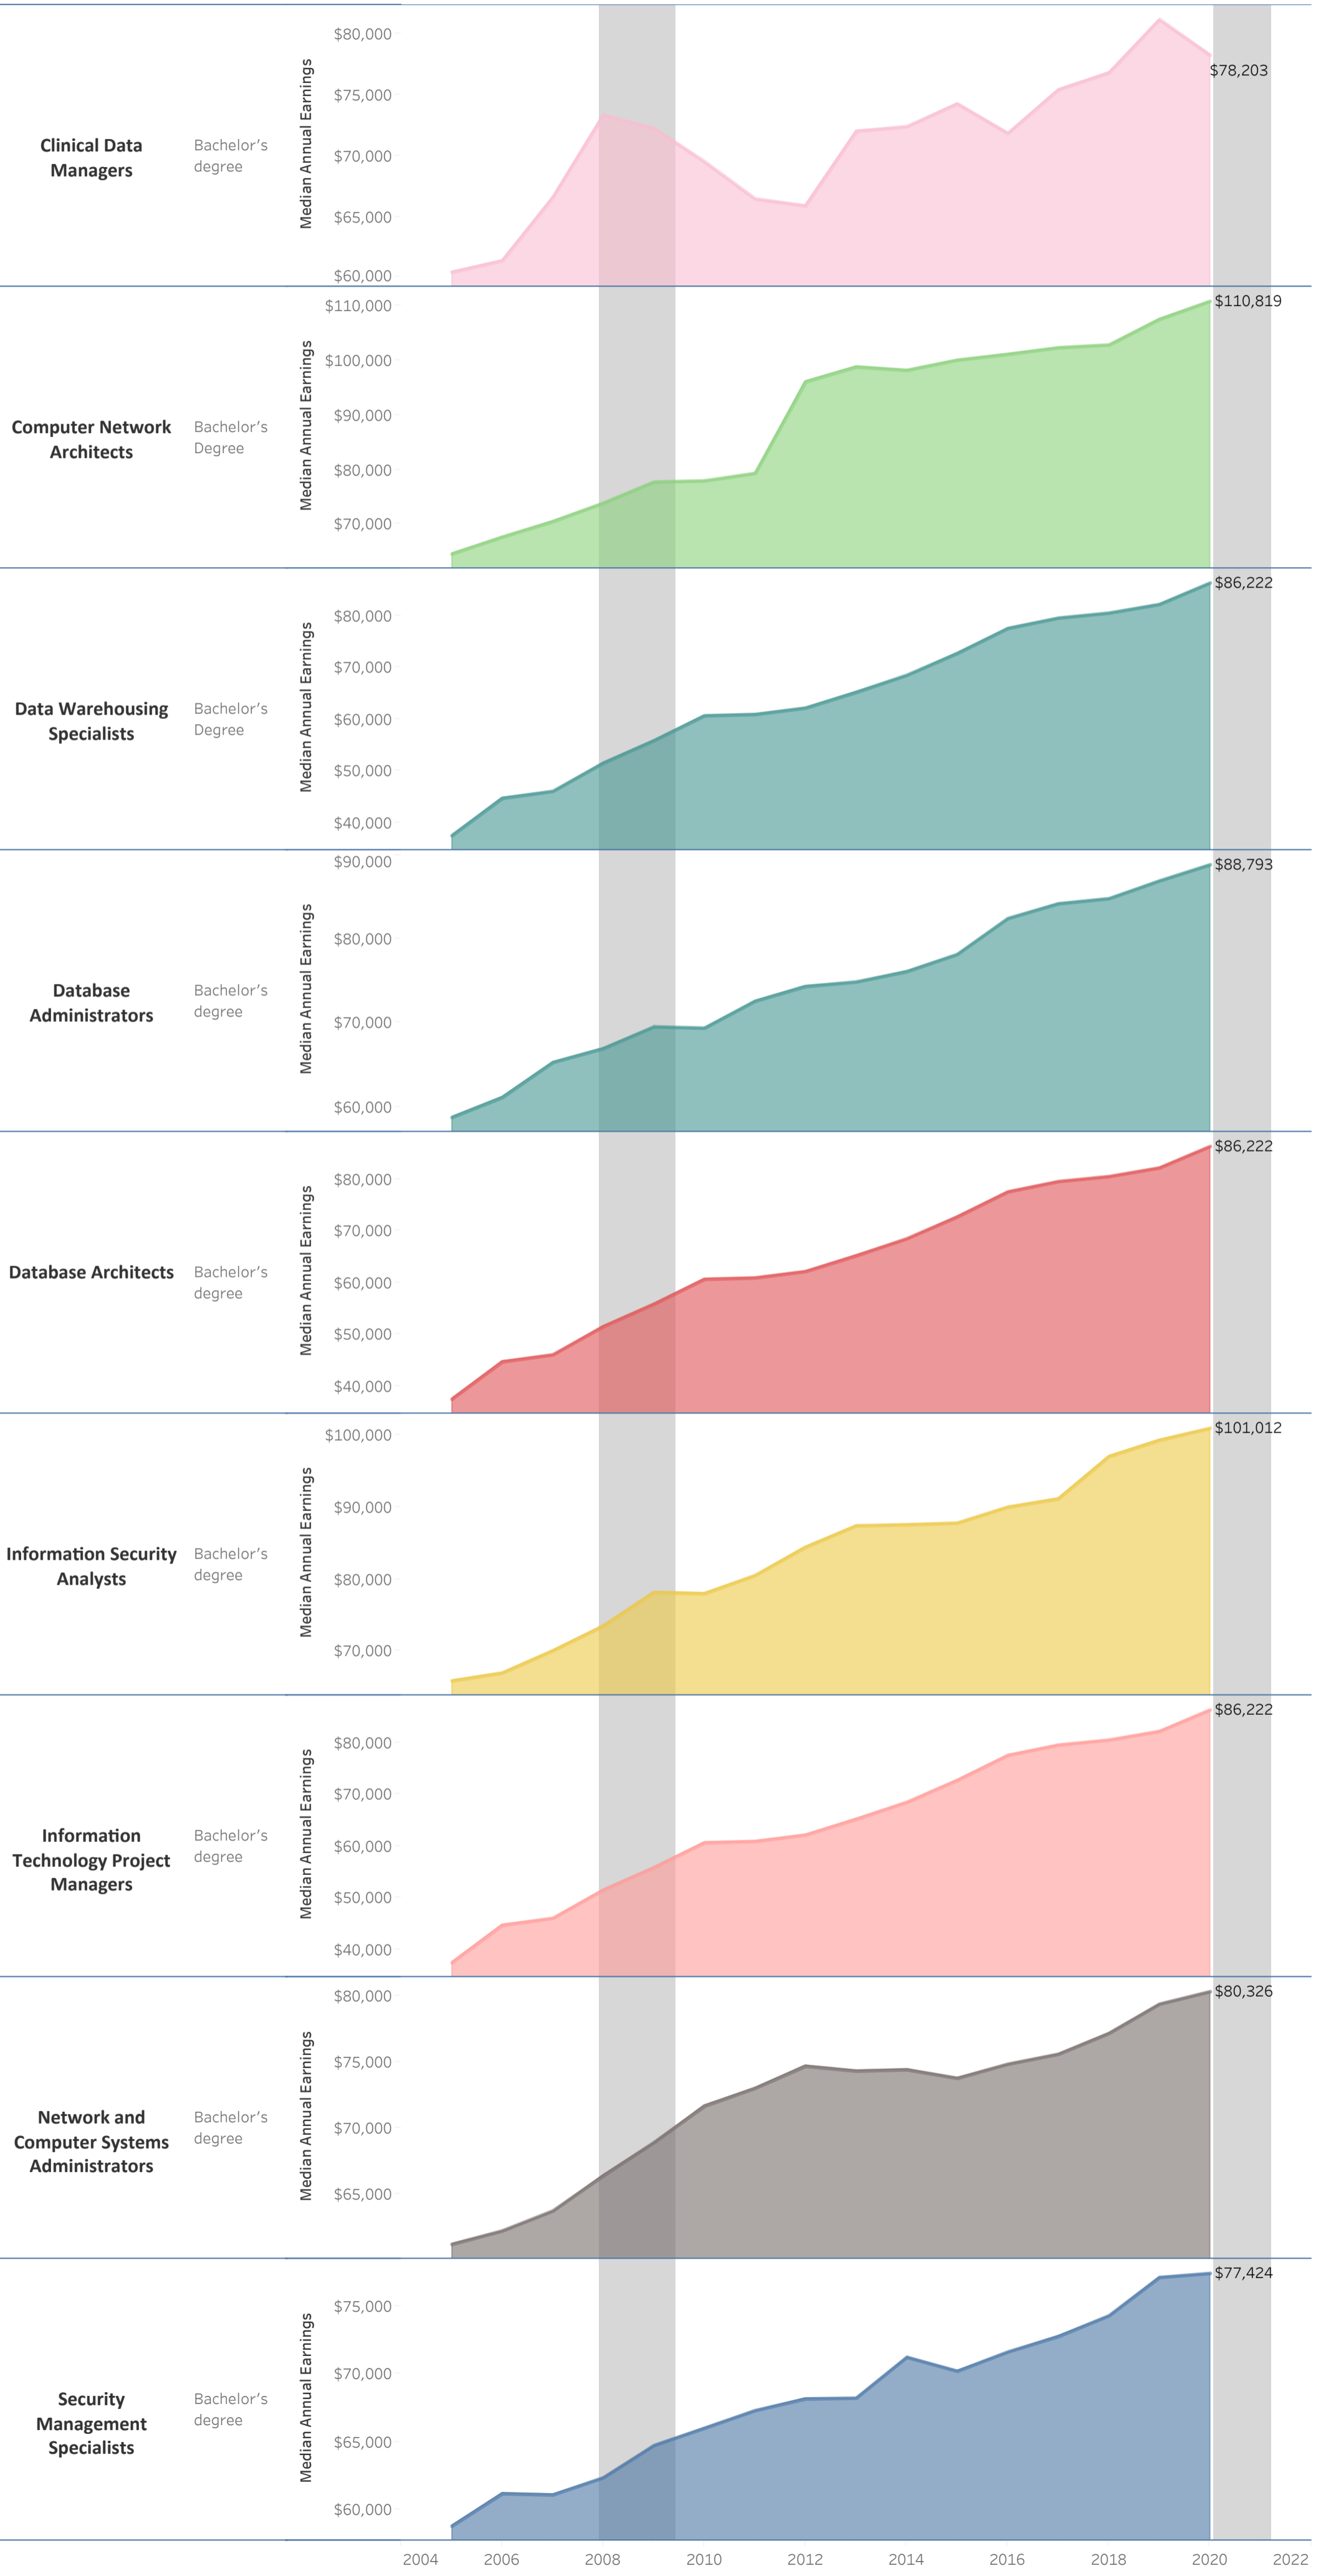 Clinical Data
Managers
Bachelor’s
degree
Median Annual Earnings
$80,000
$75,000
$70,000
$65,000
$60,000
$78,203
Computer Network
Architects
Bachelor’s
Degree
Median Annual Earnings
$110,000
$100,000
$90,000
$80,000
$70,000
$110,819
Data Warehousing
Specialists
Bachelor’s
Degree
Median Annual Earnings
$80,000
$70,000
$60,000
$50,000
$40,000
$86,222
Database
Administrators
Bachelor’s
degree
Median Annual Earnings
$90,000
$80,000
$70,000
$60,000
$88,793
Database Architects
Bachelor’s
degree
Median Annual Earnings
$80,000
$70,000
$60,000
$50,000
$40,000
$86,222
Information Security
Analysts
Bachelor’s
degree
Median Annual Earnings
$100,000
$90,000
$80,000
$70,000
$101,012
Information
Technology Project
Managers
Bachelor’s
degree
Median Annual Earnings
$80,000
$70,000
$60,000
$50,000
$40,000
$86,222
Network and
Computer Systems
Administrators
Bachelor’s
degree
Median Annual Earnings
$80,000
$75,000
$70,000
$65,000
$80,326
Security
Management
Specialists
Bachelor’s
degree
Median Annual Earnings
$75,000
$70,000
$65,000
$60,000
$77,424
2004 2006 2008 2010 2012 2014 2016 2018 2020 2022